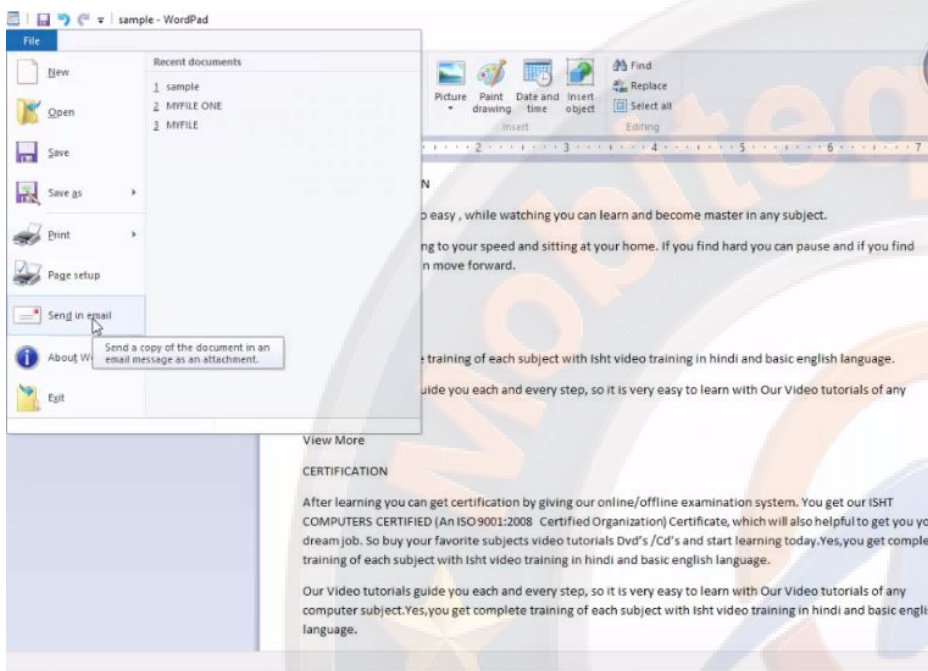 sample - WordPad
File
New
Open
Save
Save as
Print
Page setup
Send in email
About W
Exit
Recent documents
1 sample
2 MYFILE ONE
3 MYFILE
Send a copy of the document in an
email message as an attachment.
Picture
Paint
drawing
Date and
time
Insert
object
Insert
Find
Replace
Select all
Editing
2 3 4 5 6 7
N
o easy , while watching you can learn and become master in any subject.
ng to your speed and sitting at your home. If you find hard you can pause and if you find
n move forward.
training of each subject with Isht video training in hindi and basic english language.
uide you each and every step, so it is very easy to learn with Our Video tutorials of any
View More
CERTIFICATION
After learning you can get certification by giving our online/offline examination system. You get our ISHT
COMPUTERS CERTIFIED (An ISO 9001:2008 Certified Organization) Certificate, which will also helpful to get you yo
dream job. So buy your favorite subjects video tutorials Dvd's /Cd's and start learning today.Yes,you get comple
training of each subject with Isht video training in hindi and basic english language.
Our Video tutorials guide you each and every step, so it is very easy to learn with Our Video tutorials of any
computer subject.Yes,you get complete training of each subject with Isht video training in hindi and basic engli
language.
Mobiteq